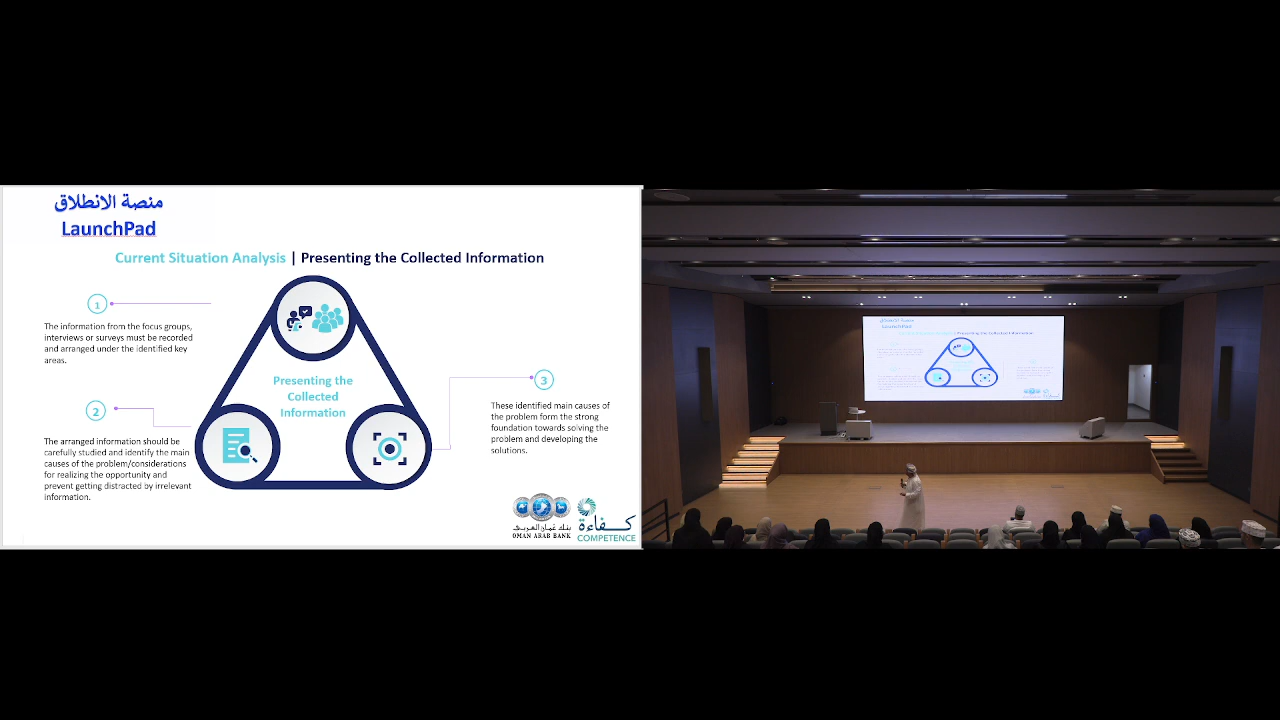 منصة الانطلاق
LaunchPad
Current Situation Analysis | Presenting the Collected Information
1
The information from the focus groups,
interviews or surveys must be recorded
and arranged under the identified key
areas.
2
The arranged information should be
carefully studied and identify the main
causes of the problem/considerations
for realizing the opportunity and
prevent getting distracted by irrelevant
information.
Presenting the
Collected
Information
3
These identified main causes of
the problem form the strong
foundation towards solving the
problem and developing the
solutions.
بنك عمان العربي
OMAN ARAB BANK
كفاءة
COMPETENCE
LaunchPad